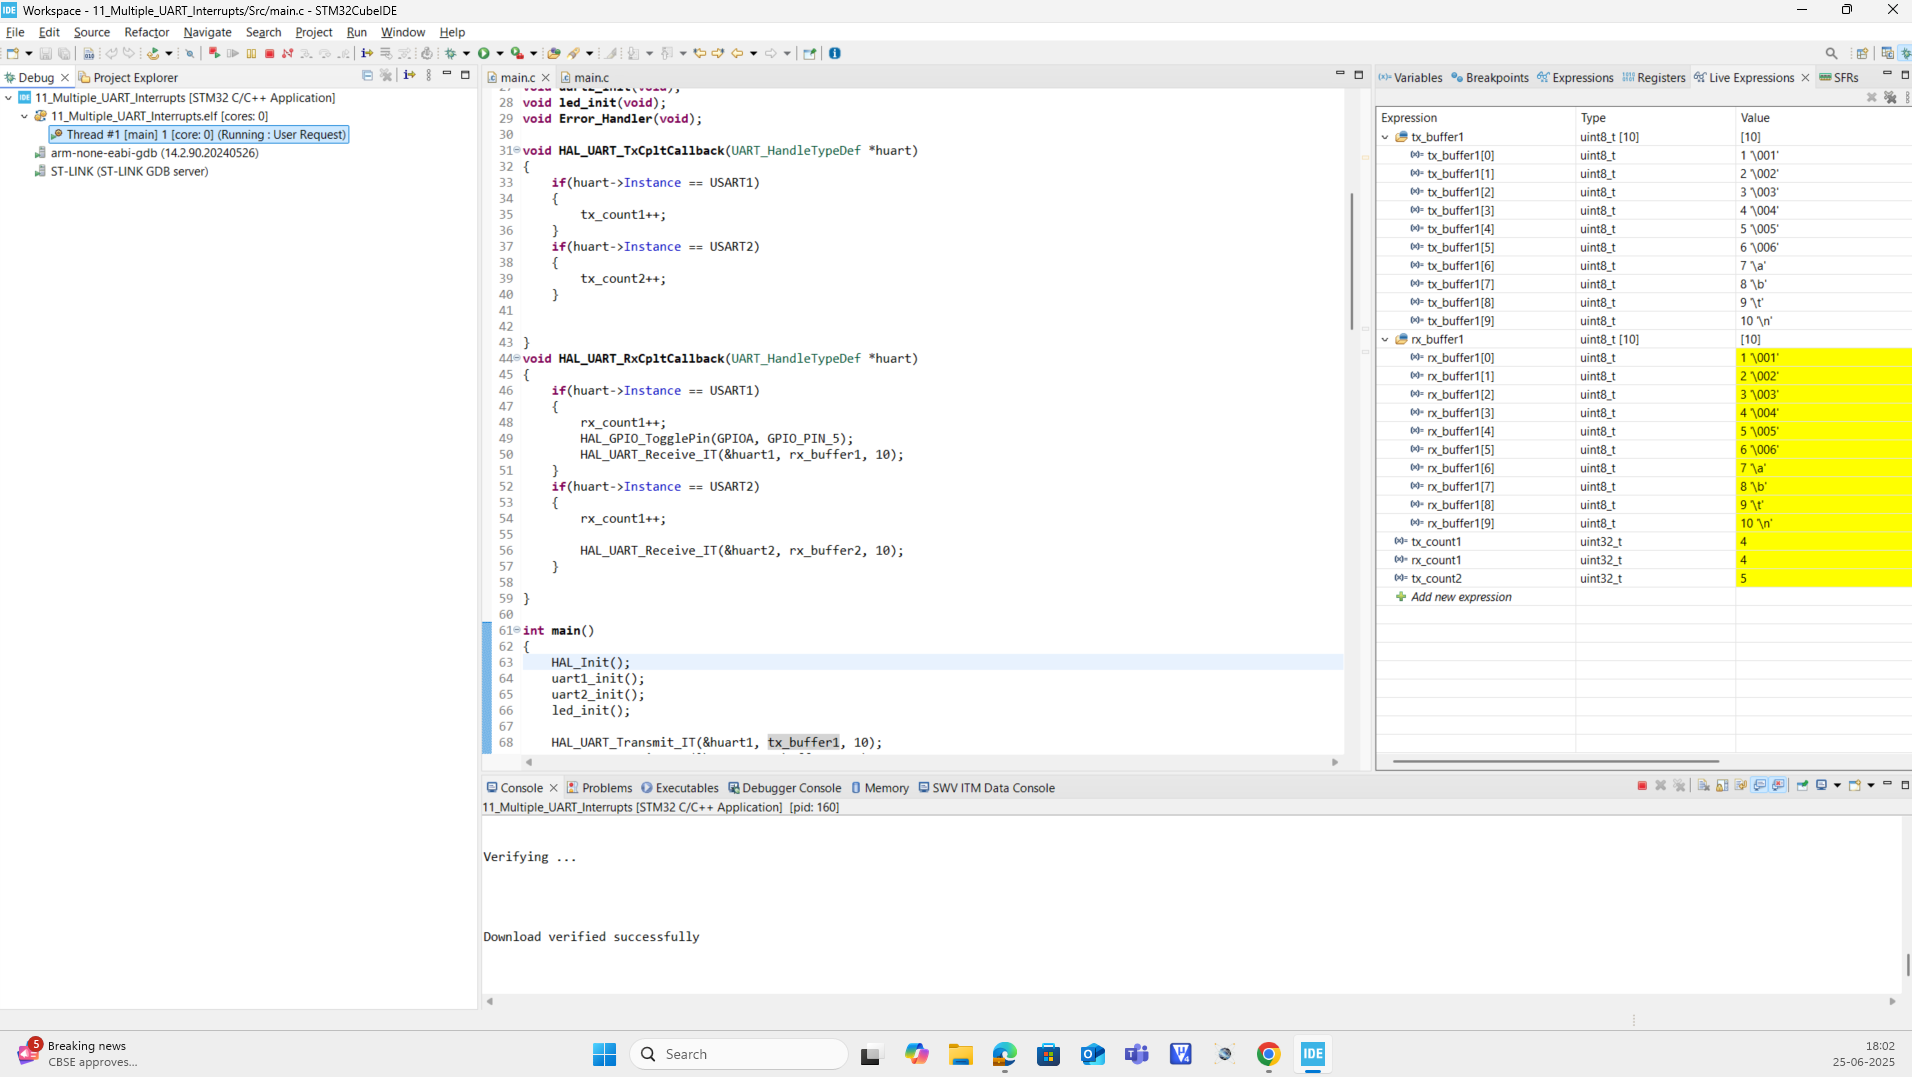 Workspace - 11_Multiple_UART_Interrupts/Src/main.c - STM32CubeIDE
File Edit Source Refactor Navigate Search Project Run Window Help
Debug Project Explorer
11_Multiple_UART_Interrupts [STM32 C/C++ Application]
11_Multiple_UART_Interrupts.elf [cores: 0]
Thread #1 [main] 1 [core: 0] (Running : User Request)
arm-none-eabi-gdb (14.2.90.20240526)
ST-LINK (ST-LINK GDB server)
main.c main.c
27 void uart2_init(void);
28 void led_init(void);
29 void Error_Handler(void);
30
31 void HAL_UART_TxCpltCallback(UART_HandleTypeDef *huart)
32 {
33 if(huart->Instance == USART1)
34 {
35 tx_count1++;
36 }
37 if(huart->Instance == USART2)
38 {
39 tx_count2++;
40 }
41
42
43 }
44 void HAL_UART_RxCpltCallback(UART_HandleTypeDef *huart)
45 {
46 if(huart->Instance == USART1)
47 {
48 rx_count1++;
49 HAL_GPIO_TogglePin(GPIOA, GPIO_PIN_5);
50 HAL_UART_Receive_IT(&huart1, rx_buffer1, 10);
51 }
52 if(huart->Instance == USART2)
53 {
54 rx_count1++;
55
56 HAL_UART_Receive_IT(&huart2, rx_buffer2, 10);
57 }
58
59 }
60
61 int main()
62 {
63 HAL_Init();
64 uart1_init();
65 uart2_init();
66 led_init();
67
68 HAL_UART_Transmit_IT(&huart1, tx_buffer1, 10);
Variables Breakpoints Expressions Registers Live Expressions SFRs
Expression Type Value
tx_buffer1 uint8_t [10] [10]
tx_buffer1[0] uint8_t 1 '\001'
tx_buffer1[1] uint8_t 2 '\002'
tx_buffer1[2] uint8_t 3 '\003'
tx_buffer1[3] uint8_t 4 '\004'
tx_buffer1[4] uint8_t 5 '\005'
tx_buffer1[5] uint8_t 6 '\006'
tx_buffer1[6] uint8_t 7 '\a'
tx_buffer1[7] uint8_t 8 '\b'
tx_buffer1[8] uint8_t 9 '\t'
tx_buffer1[9] uint8_t 10 '\n'
rx_buffer1 uint8_t [10] [10]
rx_buffer1[0] uint8_t 1 '\001'
rx_buffer1[1] uint8_t 2 '\002'
rx_buffer1[2] uint8_t 3 '\003'
rx_buffer1[3] uint8_t 4 '\004'
rx_buffer1[4] uint8_t 5 '\005'
rx_buffer1[5] uint8_t 6 '\006'
rx_buffer1[6] uint8_t 7 '\a'
rx_buffer1[7] uint8_t 8 '\b'
rx_buffer1[8] uint8_t 9 '\t'
rx_buffer1[9] uint8_t 10 '\n'
tx_count1 uint32_t 4
rx_count1 uint32_t 4
tx_count2 uint32_t 5
Add new expression
Console Problems Executables Debugger Console Memory SWV ITM Data Console
11_Multiple_UART_Interrupts [STM32 C/C++ Application] [pid: 160]
Verifying ...
Download verified successfully
5
Breaking news
CBSE approves...
Search
IDE
18:02
25-06-2025